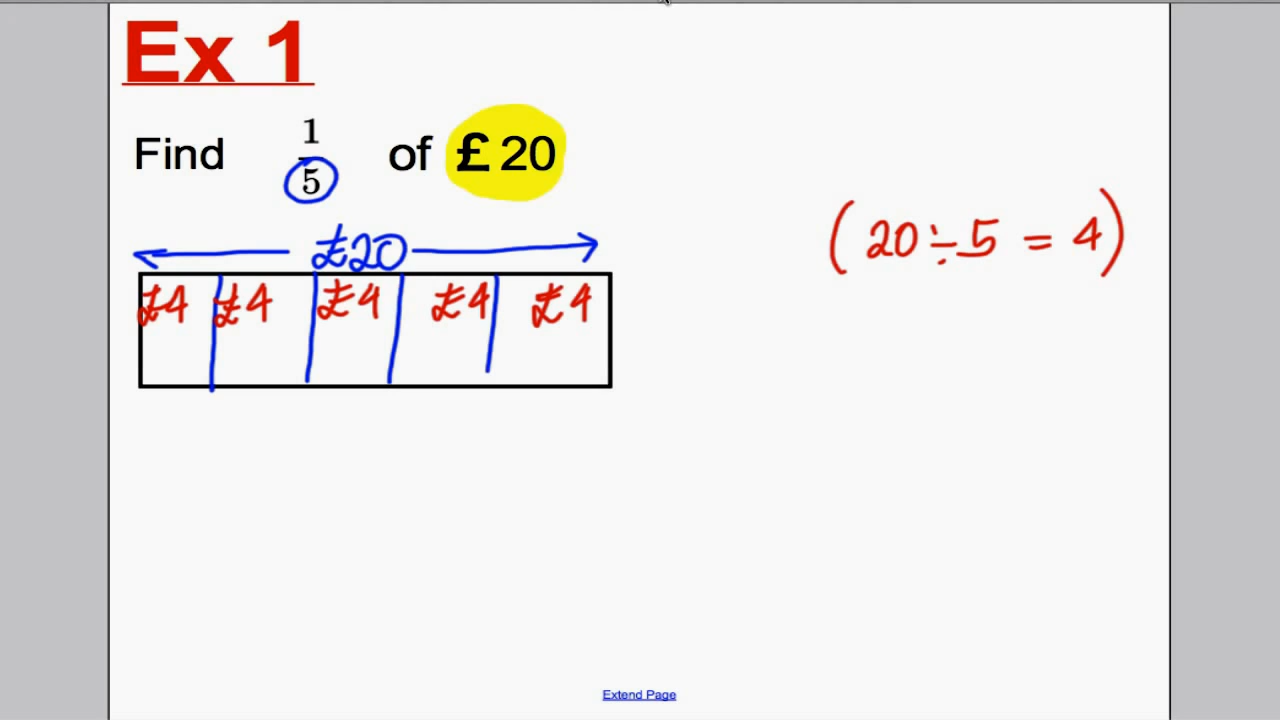 Ex 1
Find 1/5 of £20
(20÷5 = 4)
£20
£4 £4 £4 £4 £4
Extend Page